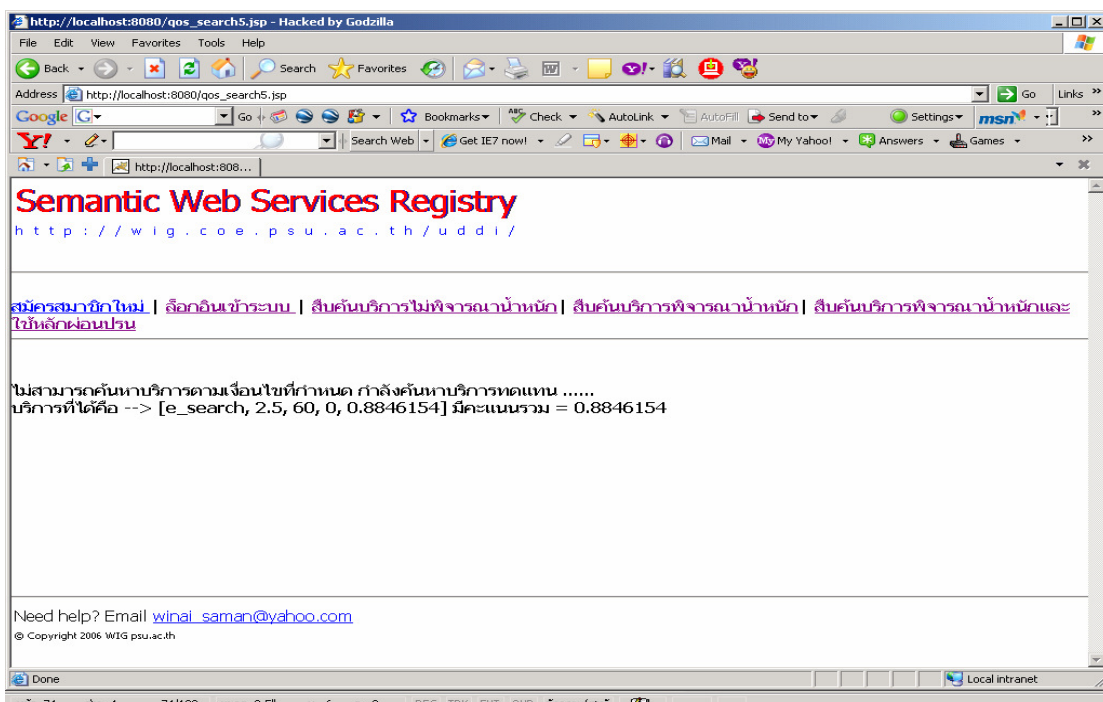 http://localhost:8080/qos_search5.jsp - Hacked by Godzilla
File Edit View Favorites Tools Help
Back Search Favorites
Address http://localhost:8080/qos_search5.jsp Go Links »
Google G Go Bookmarks ABC Check AutoLink AutoFill Send to Settings msn »
Y! Search Web Get IE7 now! Mail My Yahoo! Answers Games »
http://localhost:808...
Semantic Web Services Registry
http://wig.coe.psu.ac.th/uddi/
สมัครสมาชิกใหม่ | ล็อกอินเข้าระบบ | สืบค้นบริการไม่พิจารณาน้ำหนัก | สืบค้นบริการพิจารณาน้ำหนัก | สืบค้นบริการพิจารณาน้ำหนักและ
ใช้หลักผ่อนปรน
ไม่สามารถค้นหาบริการตามเงื่อนไขที่กำหนด กำลังค้นหาบริการทดแทน ......
บริการที่ได้คือ --> [e_search, 2.5, 60, 0, 0.8846154] มีคะแนนรวม = 0.8846154
Need help? Email winai_saman@yahoo.com
© Copyright 2006 WIG psu.ac.th
Done Local intranet